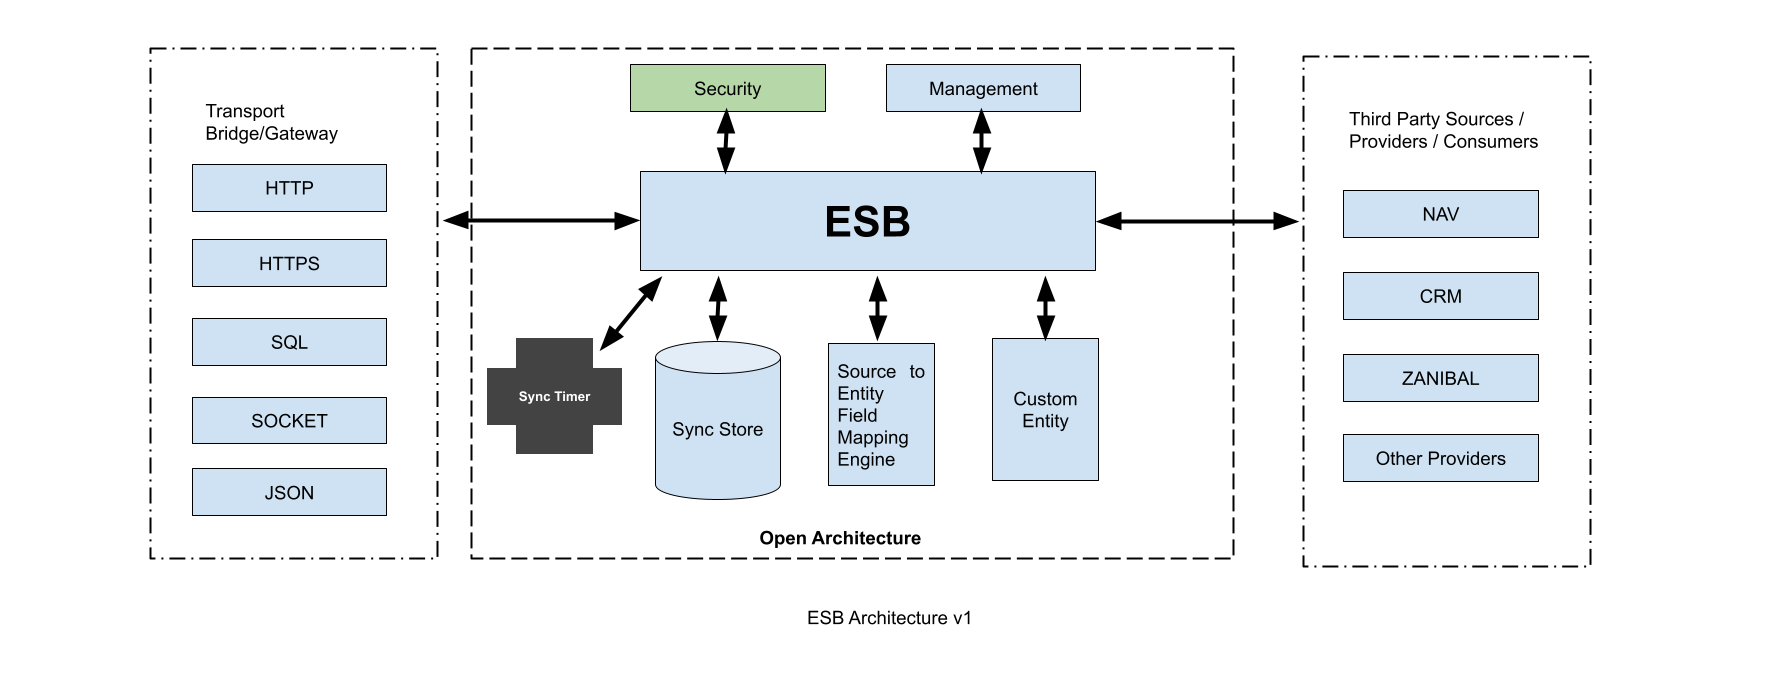 Transport
Bridge/Gateway
HTTP
HTTPS
SQL
SOCKET
JSON
Security
Management
ESB
Sync Timer
Sync Store
Source to
Entity
Field
Mapping
Engine
Custom
Entity
Open Architecture
Third Party Sources /
Providers / Consumers
NAV
CRM
ZANIBAL
Other Providers
ESB Architecture v1